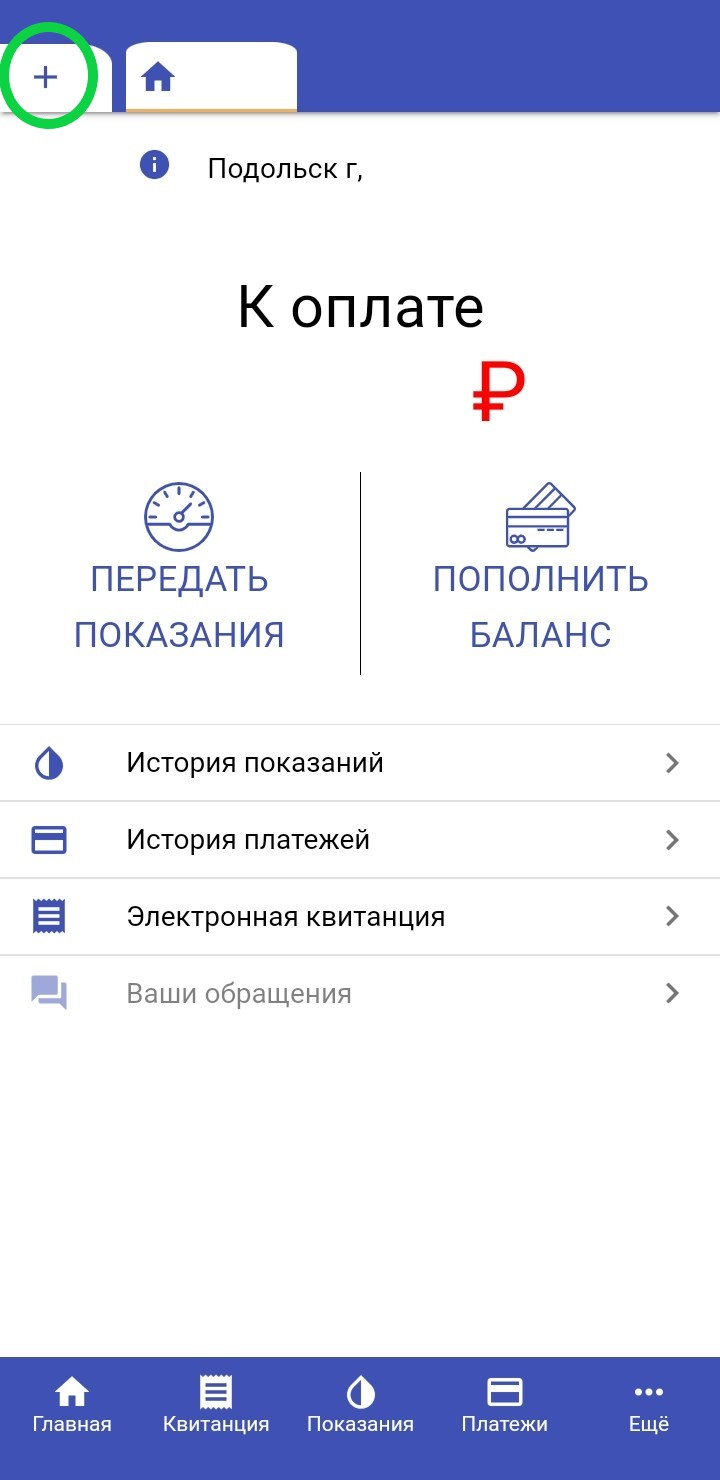 +
Подольск г,
К оплате
₽
ПЕРЕДАТЬ
ПОКАЗАНИЯ
ПОПОЛНИТЬ
БАЛАНС
История показаний
История платежей
Электронная квитанция
Ваши обращения
Главная
Квитанция
Показания
Платежи
Ещё